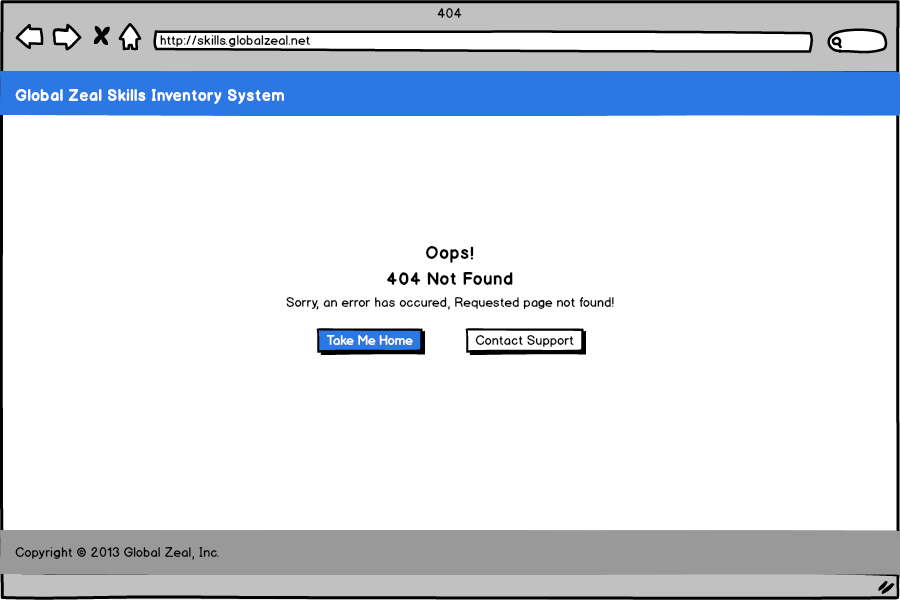 404
http://skills.globalzeal.net
Global Zeal Skills Inventory System
Oops!
404 Not Found
Sorry, an error has occured, Requested page not found!
Take Me Home
Contact Support
Copyright © 2013 Global Zeal, Inc.